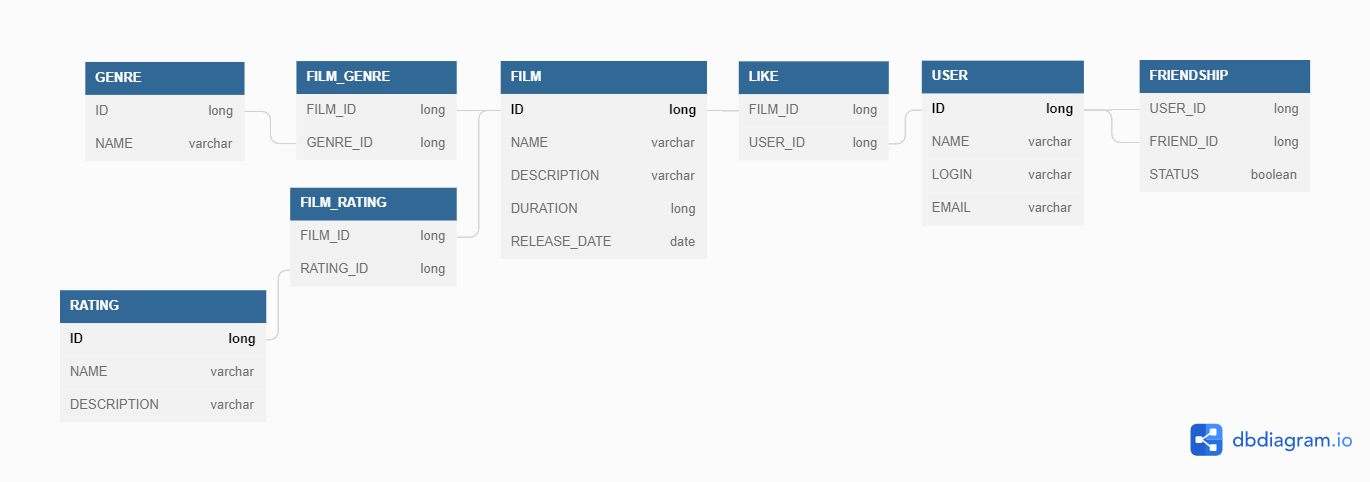 GENRE
ID long
NAME varchar
FILM_GENRE
FILM_ID long
GENRE_ID long
FILM_RATING
FILM_ID long
RATING_ID long
RATING
ID long
NAME varchar
DESCRIPTION varchar
FILM
ID long
NAME varchar
DESCRIPTION varchar
DURATION long
RELEASE_DATE date
LIKE
FILM_ID long
USER_ID long
USER
ID long
NAME varchar
LOGIN varchar
EMAIL varchar
FRIENDSHIP
USER_ID long
FRIEND_ID long
STATUS boolean
dbdiagram.io